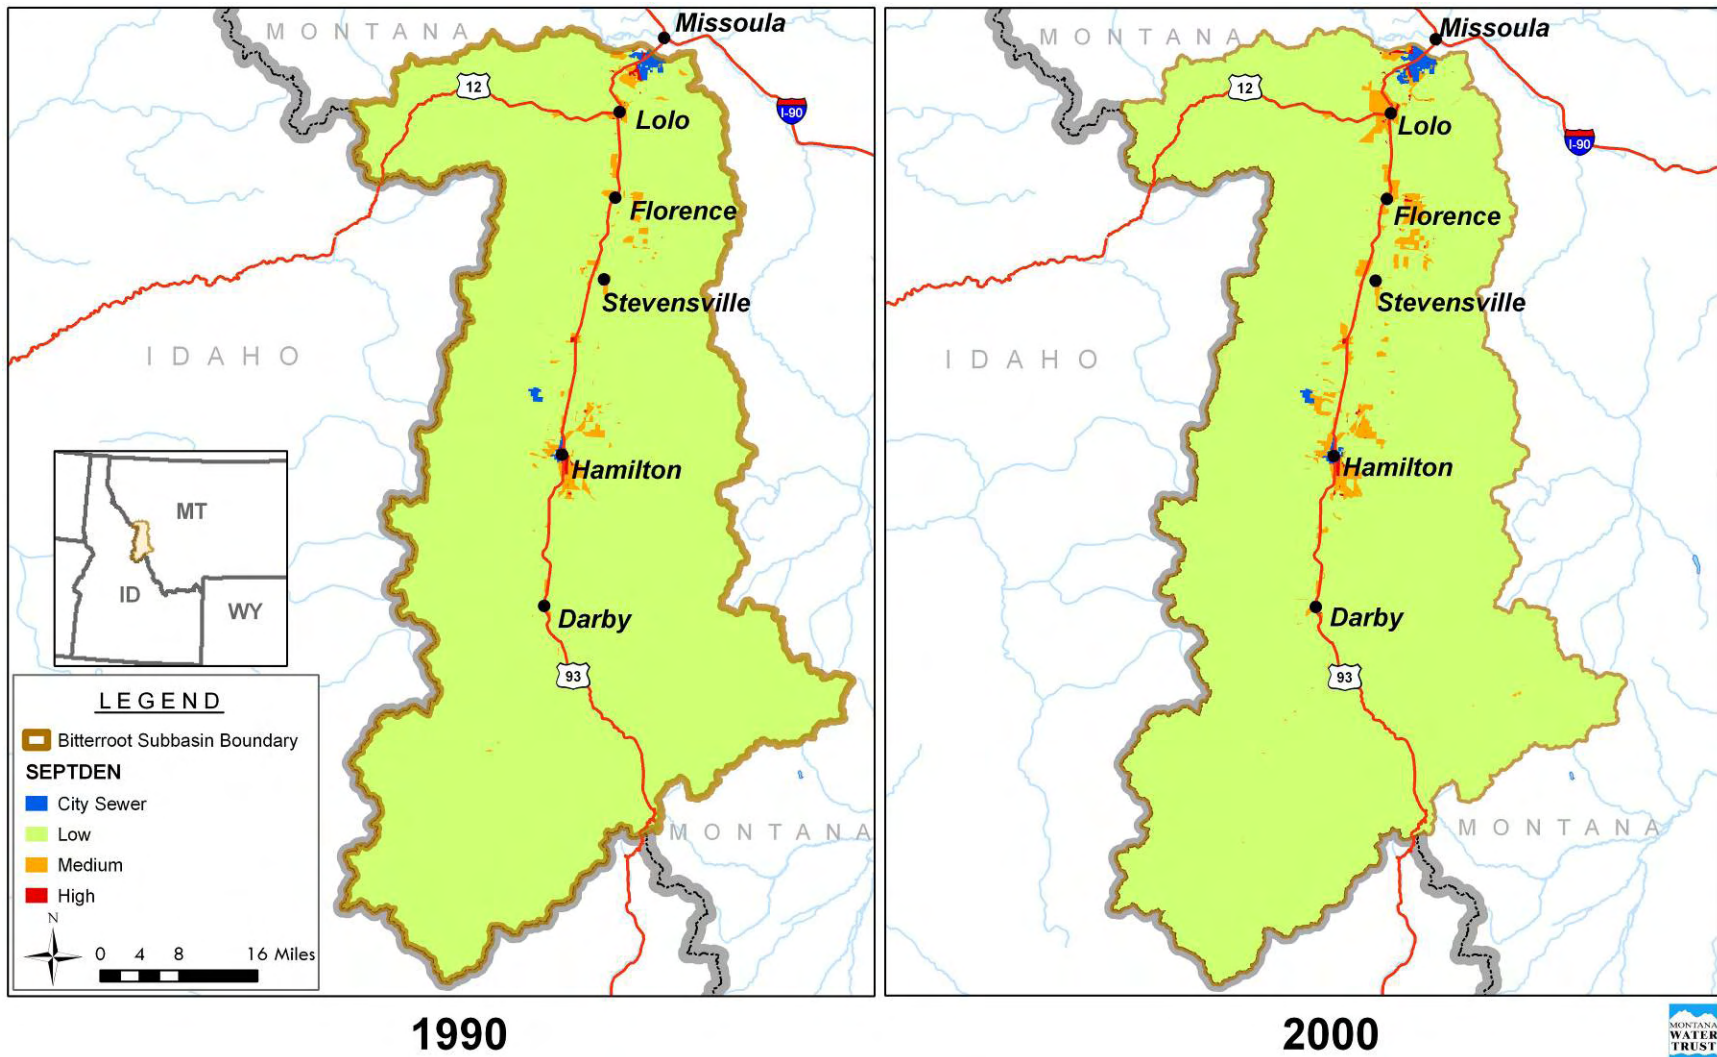 MONTANA
Missoula
12
I-90
Lolo
Florence
Stevensville
IDAHO
Hamilton
MT
ID
WY
Darby
93
MONTANA
LEGEND
Bitterroot Subbasin Boundary
SEPTDEN
City Sewer
Low
Medium
High
N
0 4 8 16 Miles
1990
MONTANA
Missoula
12
I-90
Lolo
Florence
Stevensville
IDAHO
Hamilton
Darby
93
MONTANA
2000
MONTANA
WATER
TRUST